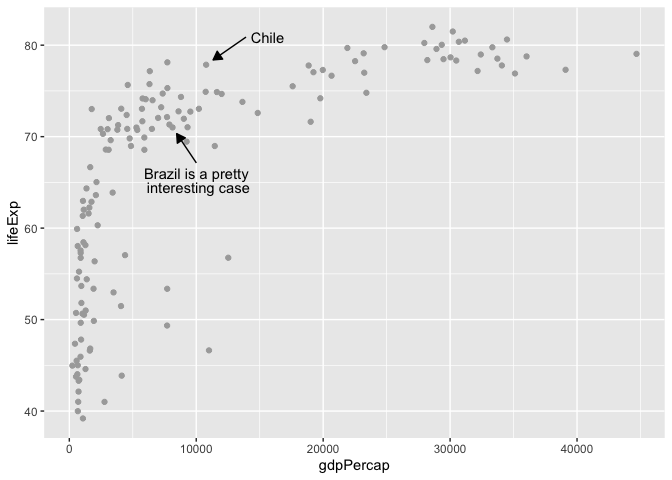 80
70
60
50
40
lifeExp
Chile
Brazil is a pretty
interesting case
0
10000
20000
30000
40000
gdpPercap